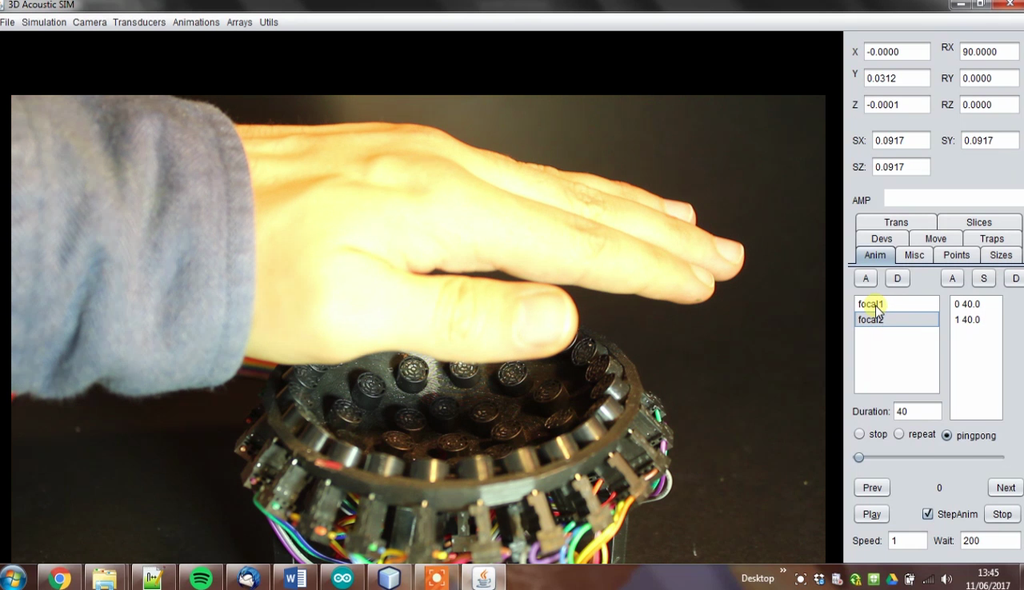 3D Acoustic SIM
File Simulation Camera Transducers Animations Arrays Utils
X -0.0000 RX 90.0000
Y 0.0312 RY 0.0000
Z -0.0001 RZ 0.0000
SX: 0.0917 SY: 0.0917
SZ: 0.0917
AMP
Trans Slices
Devs Move Traps
Anim Misc Points Sizes
A D A S D
focal1 0 40.0
focal2 1 40.0
Duration: 40
stop repeat pingpong
Prev 0 Next
Play StepAnim Stop
Speed: 1 Wait: 200
Desktop » 13:45
11/06/2017